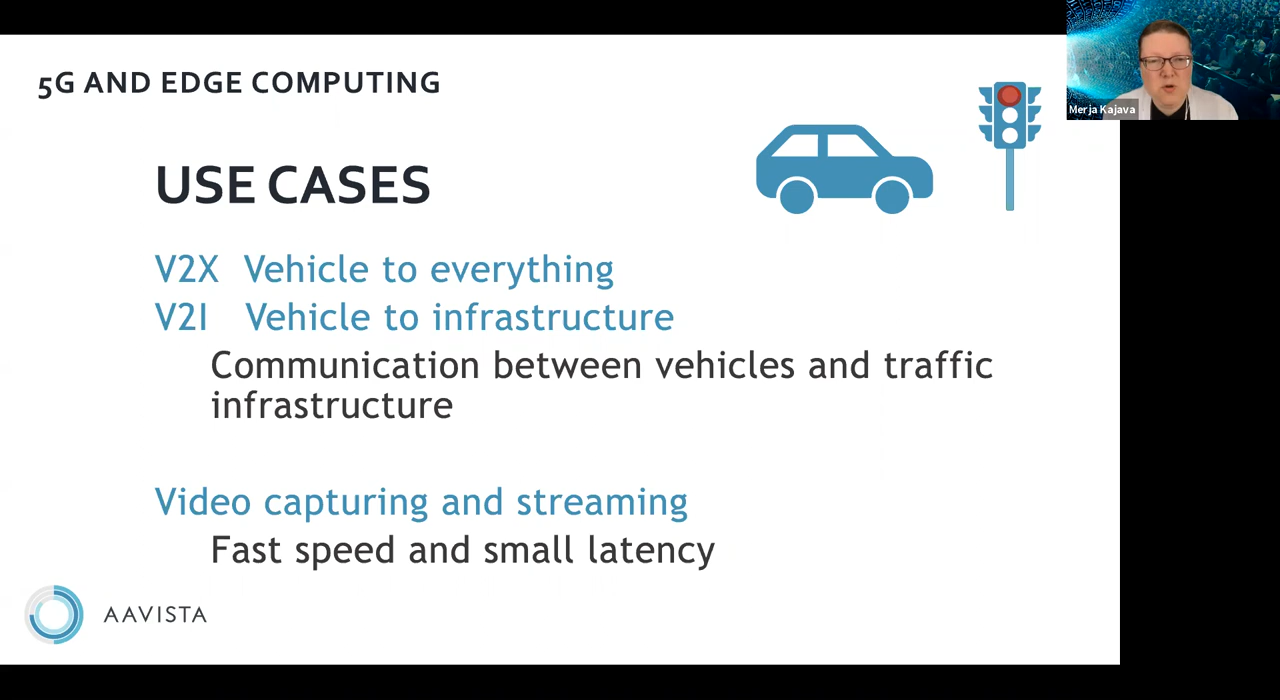 5G AND EDGE COMPUTING
Merja Kajava
USE CASES
V2X Vehicle to everything
V2I Vehicle to infrastructure
Communication between vehicles and traffic
infrastructure
Video capturing and streaming
Fast speed and small latency
AAVISTA